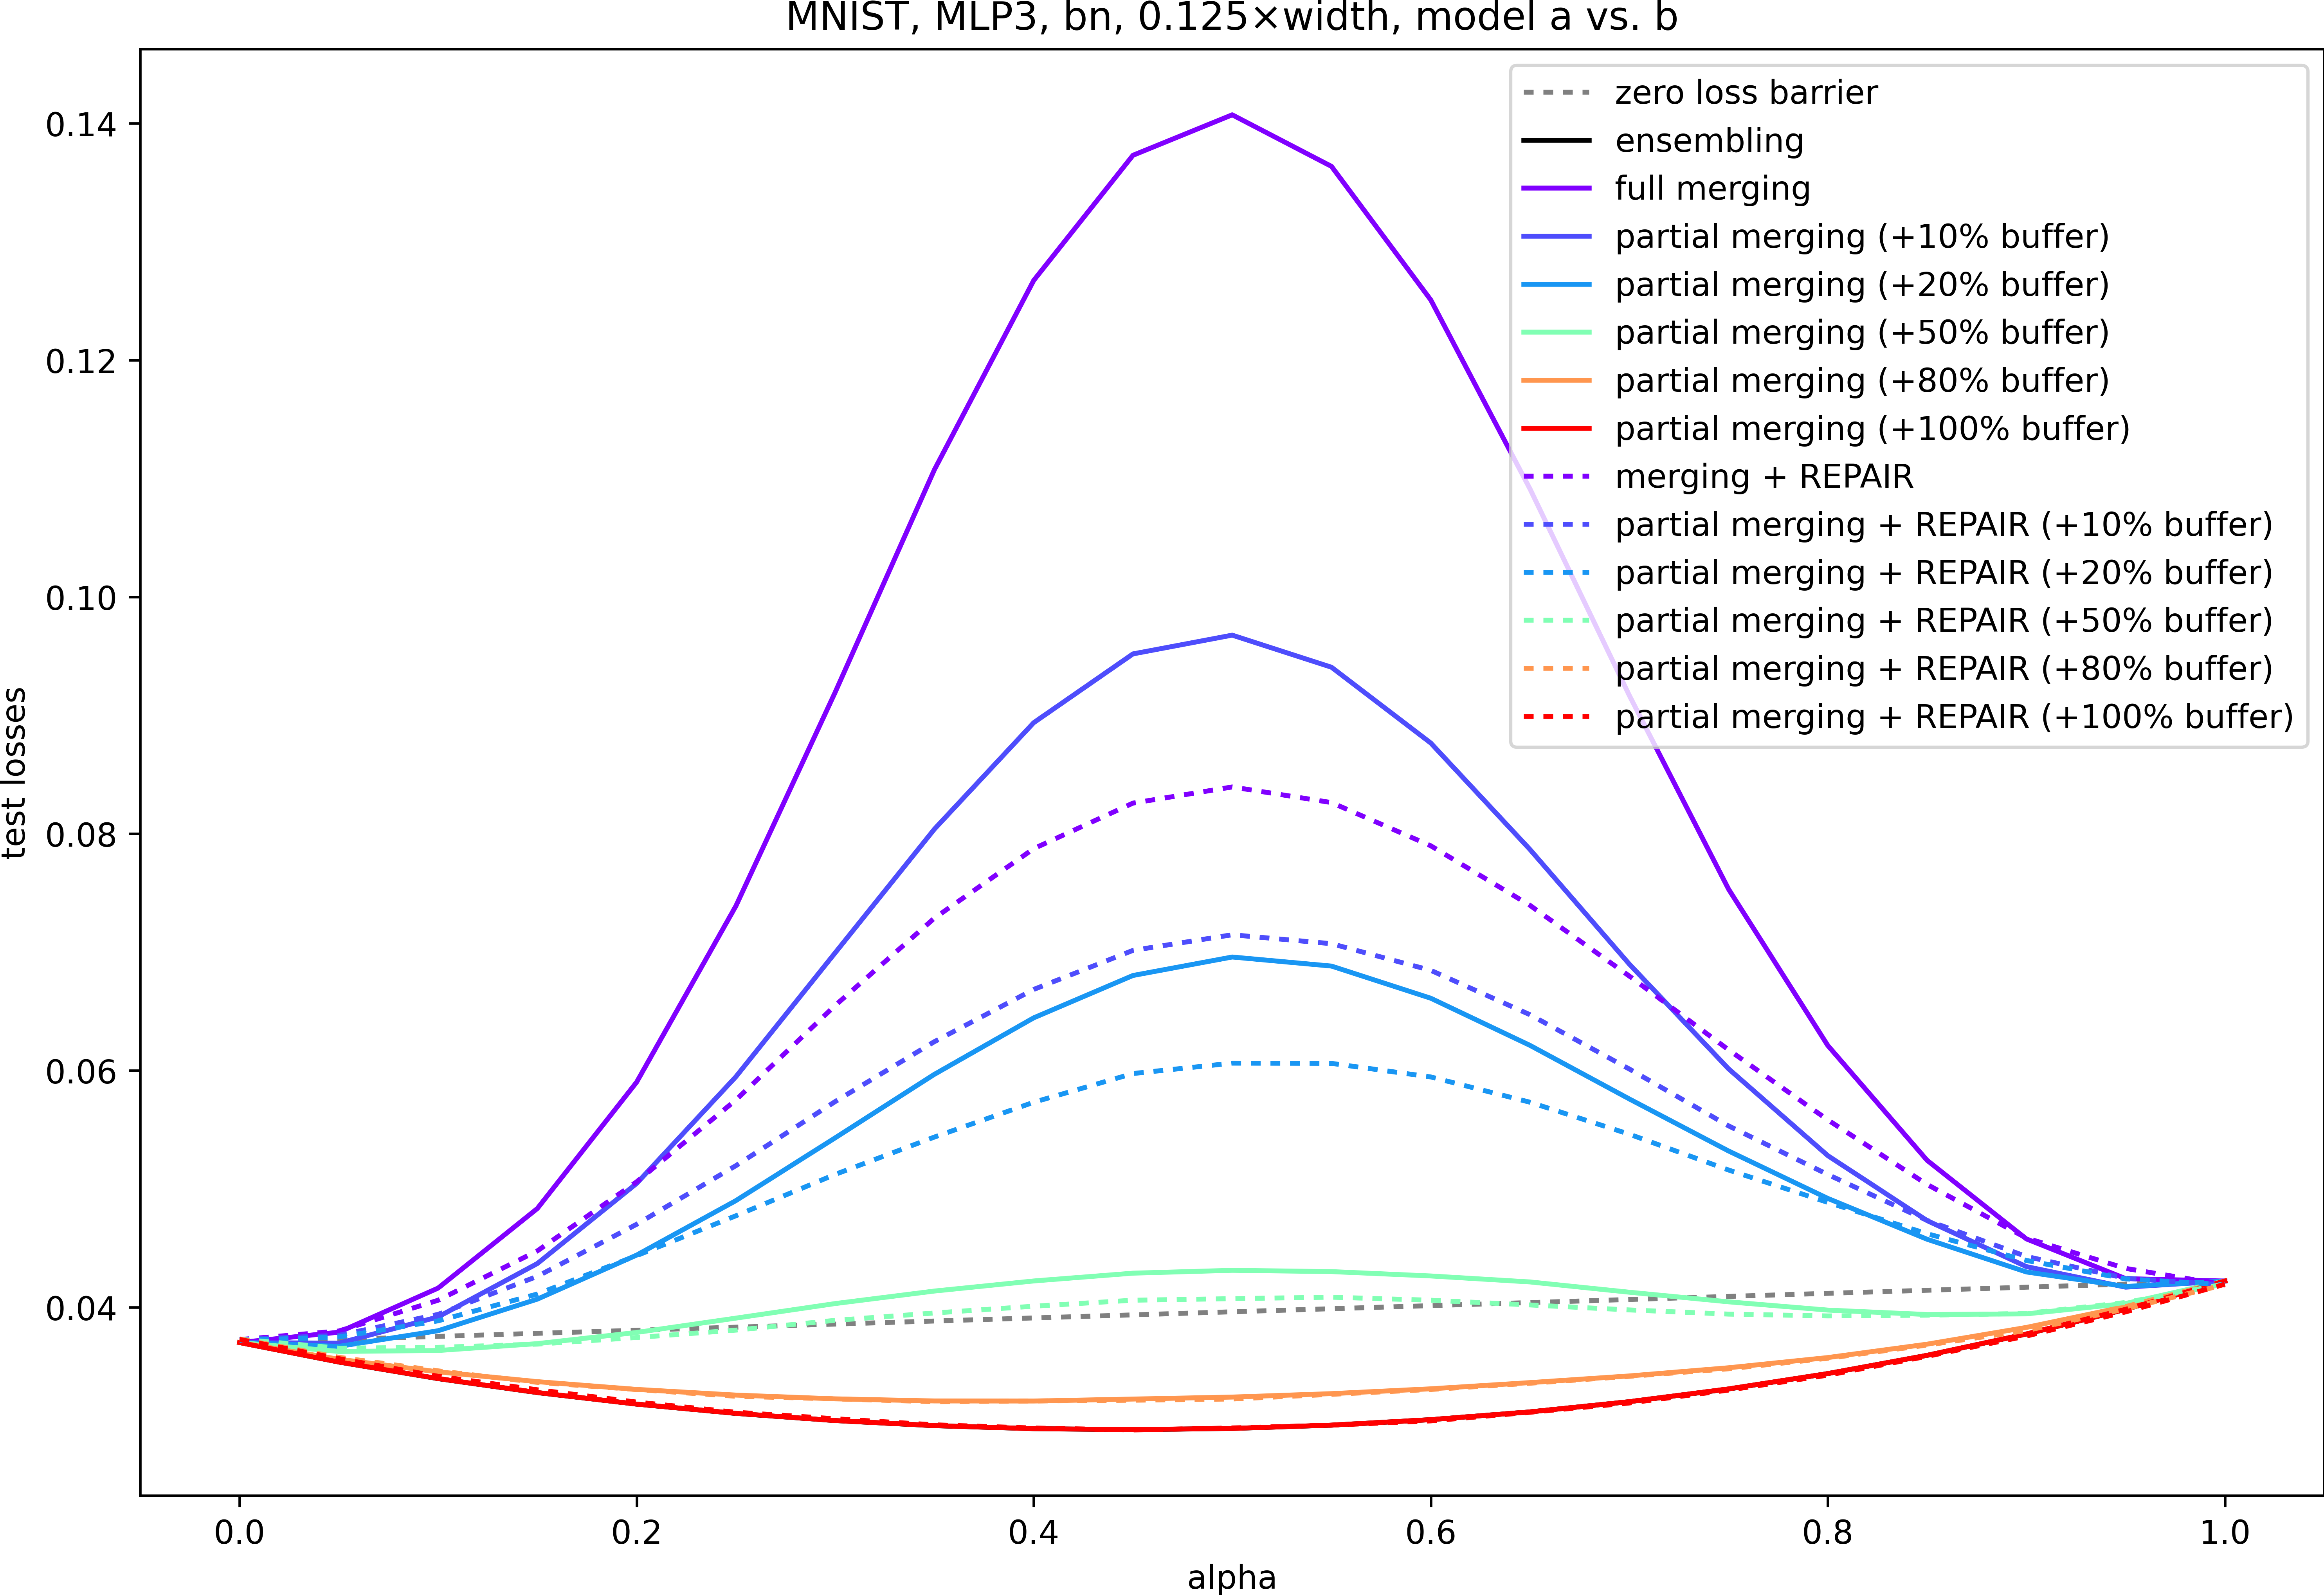 MNIST, MLP3, bn, 0.125×width, model a vs. b
zero loss barrier
ensembling
full merging
partial merging (+10% buffer)
partial merging (+20% buffer)
partial merging (+50% buffer)
partial merging (+80% buffer)
partial merging (+100% buffer)
merging + REPAIR
partial merging + REPAIR (+10% buffer)
partial merging + REPAIR (+20% buffer)
partial merging + REPAIR (+50% buffer)
partial merging + REPAIR (+80% buffer)
partial merging + REPAIR (+100% buffer)
test losses
0.14
0.12
0.10
0.08
0.06
0.04
0.0 0.2 0.4 0.6 0.8 1.0
alpha